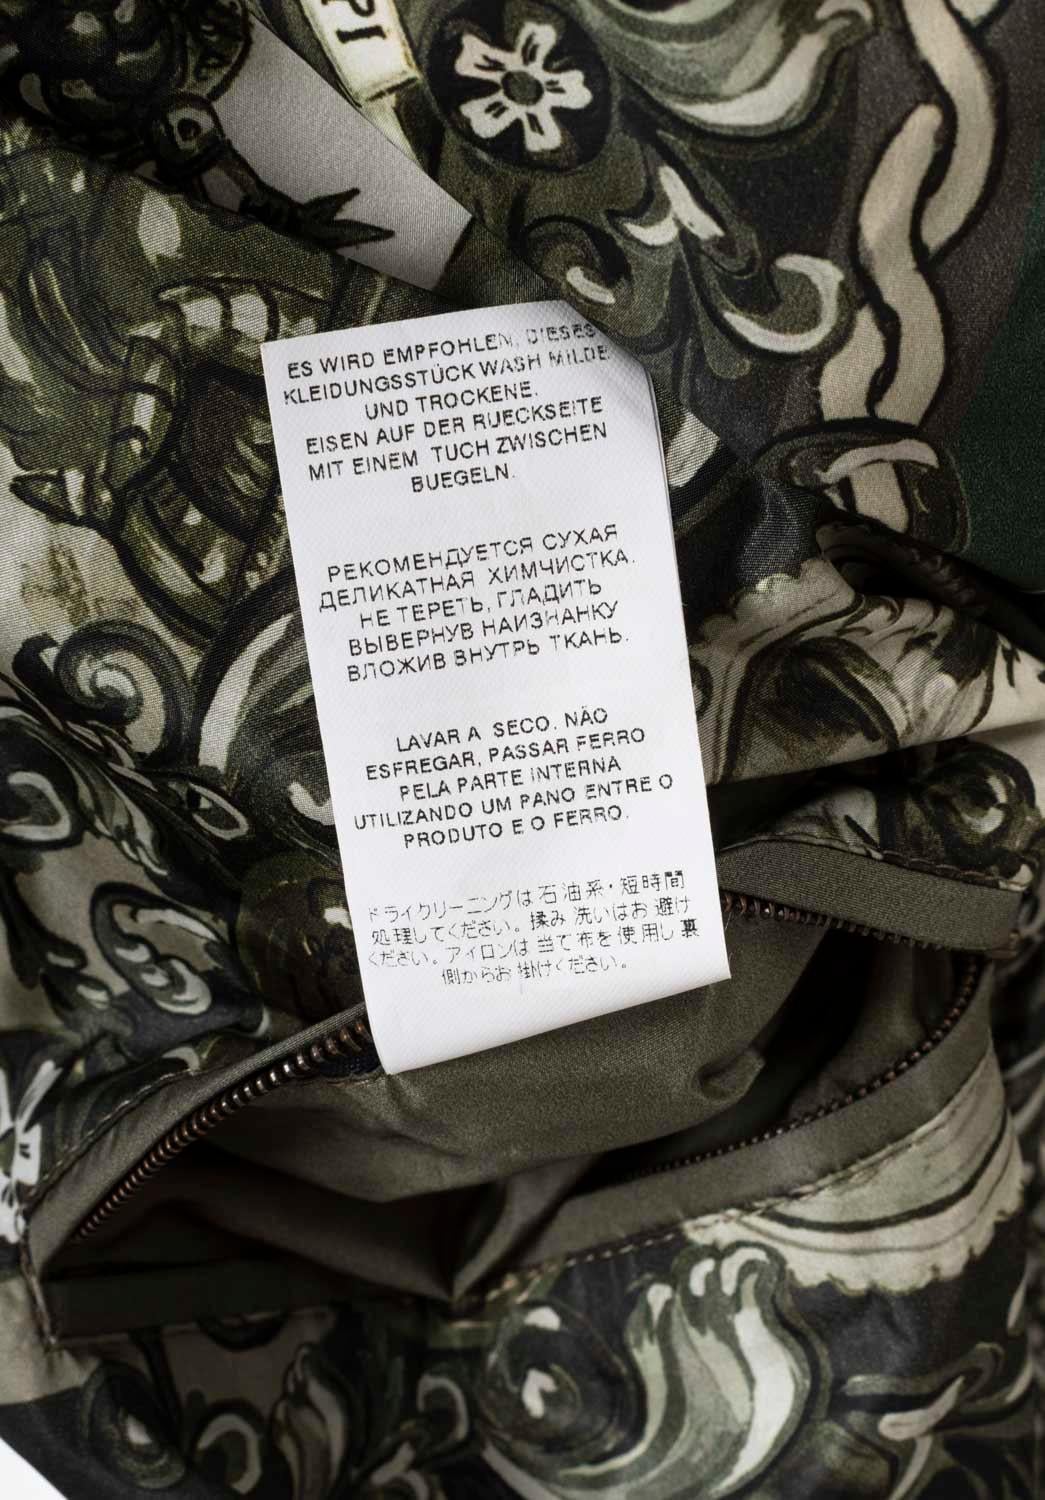 PI
ES WIRD EMPFOHLEN, DIESES
KLEIDUNGSSTÜCK WASH MILDE
UND TROCKENE.
EISEN AUF DER RUECKSEITE
MIT EINEM TUCH ZWISCHEN
BUEGELN.
РЕКОМЕНДУЕТСЯ СУХАЯ
ДЕЛИКАТНАЯ ХИМЧИСТКА.
НЕ ТЕРЕТЬ, ГЛАДИТЬ
ВЫВЕРНУВ НАИЗНАНКУ
ВЛОЖИВ ВНУТРЬ ТКАНЬ.
LAVAR A SECO. NÃO
ESFREGAR, PASSAR FERRO
PELA PARTE INTERNA
UTILIZANDO UM PANO ENTRE O
PRODUTO E O FERRO.
ドライクリーニングは石油系・短時間
処理してください。揉み洗いはお避け
ください。アイロンは当て布を使用し裏
側からお掛けください。